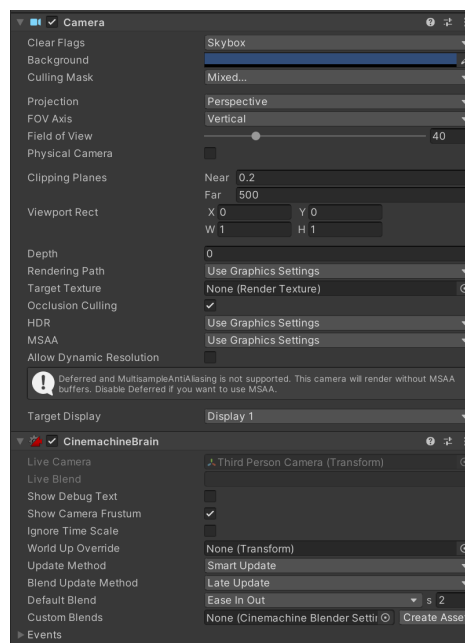 Camera
Clear Flags Skybox
Background
Culling Mask Mixed...
Projection Perspective
FOV Axis Vertical
Field of View 40
Physical Camera
Clipping Planes Near 0.2
Far 500
Viewport Rect X 0 Y 0
W 1 H 1
Depth 0
Rendering Path Use Graphics Settings
Target Texture None (Render Texture)
Occlusion Culling
HDR Use Graphics Settings
MSAA Use Graphics Settings
Allow Dynamic Resolution
Deferred and MultisampleAntiAliasing is not supported. This camera will render without MSAA
buffers. Disable Deferred if you want to use MSAA.
Target Display Display 1
CinemachineBrain
Live Camera Third Person Camera (Transform)
Live Blend
Show Debug Text
Show Camera Frustum
Ignore Time Scale
World Up Override None (Transform)
Update Method Smart Update
Blend Update Method Late Update
Default Blend Ease In Out s 2
Custom Blends None (Cinemachine Blender Settin Create Asse
Events